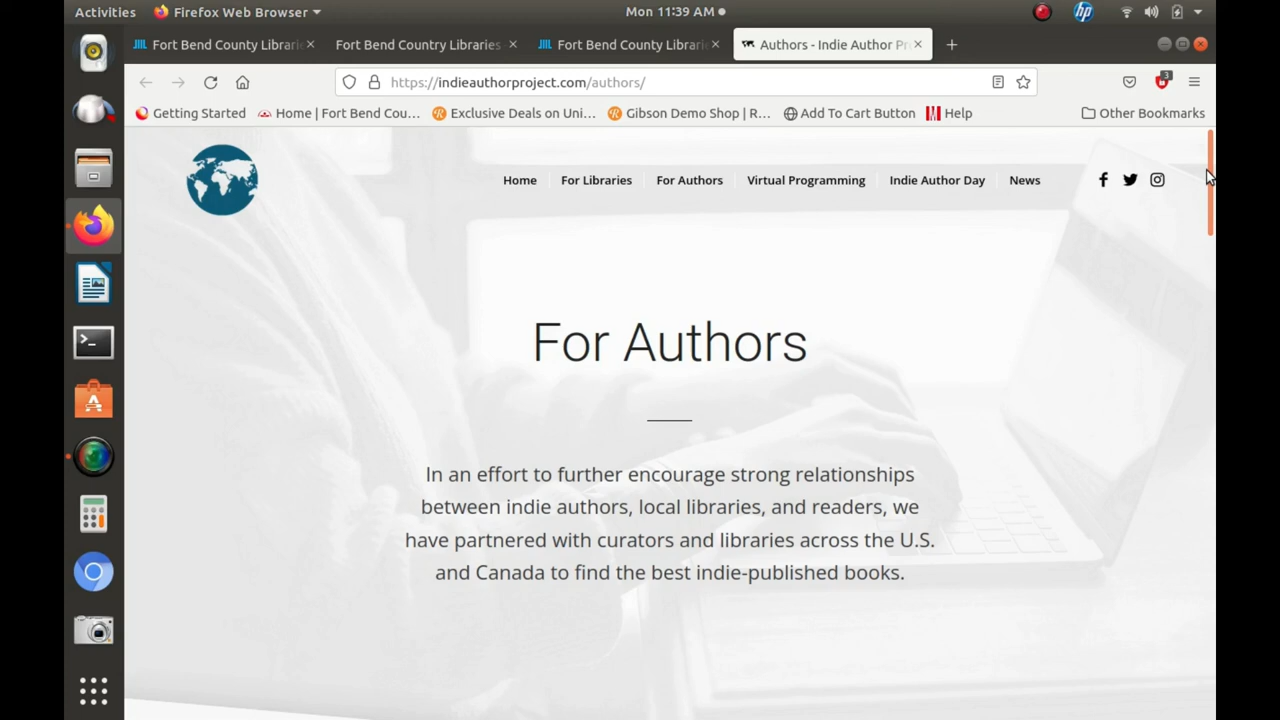 Activities
Firefox Web Browser
Mon 11:39 AM
Fort Bend County Librari
Fort Bend Country Libraries
Fort Bend County Librari
Authors - Indie Author Pr
https://indieauthorproject.com/authors/
3
Getting Started
Home | Fort Bend Cou...
Exclusive Deals on Uni...
Gibson Demo Shop | R...
Add To Cart Button
Help
Other Bookmarks
Home
For Libraries
For Authors
Virtual Programming
Indie Author Day
News
For Authors
In an effort to further encourage strong relationships
between indie authors, local libraries, and readers, we
have partnered with curators and libraries across the U.S.
and Canada to find the best indie-published books.